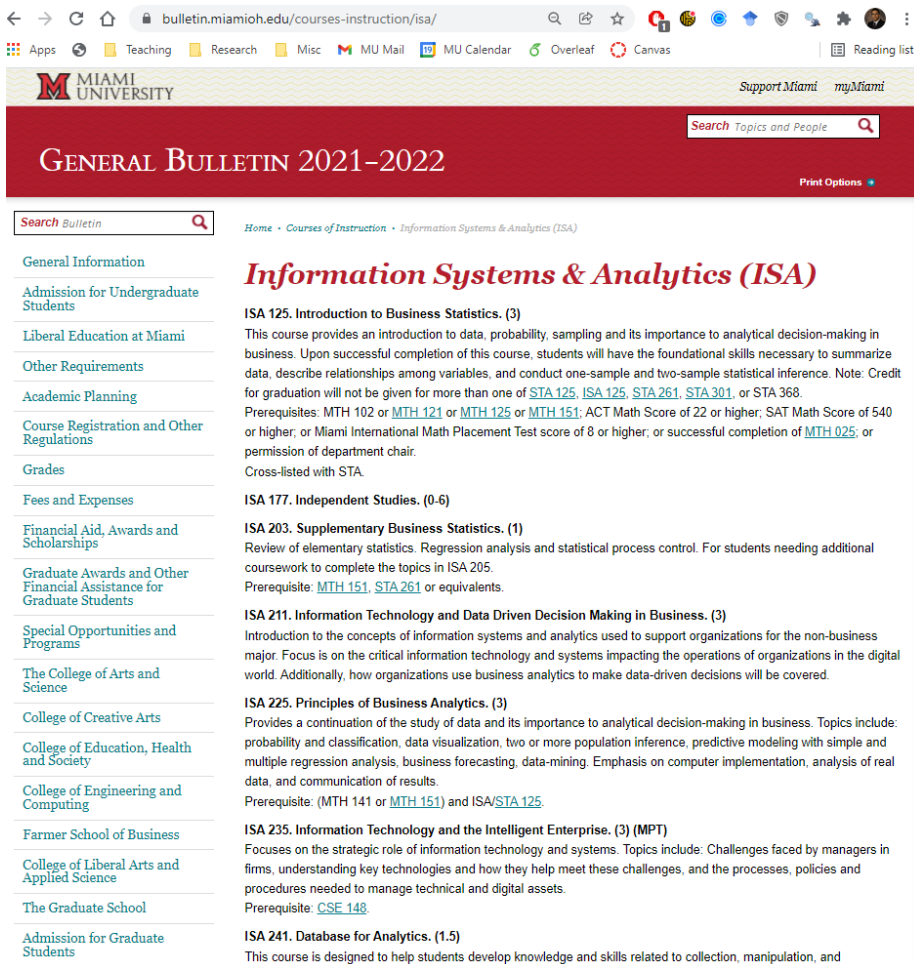 bulletin.miamioh.edu/courses-instruction/isa/
Apps
Teaching
Research
Misc
MU Mail
19
MU Calendar
Overleaf
Canvas
Reading list
1
M MIAMI
UNIVERSITY
Support Miami myMiami
Search Topics and People
GENERAL BULLETIN 2021–2022
Print Options
Search Bulletin
General Information
Admission for Undergraduate
Students
Liberal Education at Miami
Other Requirements
Academic Planning
Course Registration and Other
Regulations
Grades
Fees and Expenses
Financial Aid, Awards and
Scholarships
Graduate Awards and Other
Financial Assistance for
Graduate Students
Special Opportunities and
Programs
The College of Arts and
Science
College of Creative Arts
College of Education, Health
and Society
College of Engineering and
Computing
Farmer School of Business
College of Liberal Arts and
Applied Science
The Graduate School
Admission for Graduate
Students
Home • Courses of Instruction • Information Systems & Analytics (ISA)
Information Systems & Analytics (ISA)
ISA 125. Introduction to Business Statistics. (3)
This course provides an introduction to data, probability, sampling and its importance to analytical decision-making in
business. Upon successful completion of this course, students will have the foundational skills necessary to summarize
data, describe relationships among variables, and conduct one-sample and two-sample statistical inference. Note: Credit
for graduation will not be given for more than one of STA 125, ISA 125, STA 261, STA 301, or STA 368.
Prerequisites: MTH 102 or MTH 121 or MTH 125 or MTH 151; ACT Math Score of 22 or higher; SAT Math Score of 540
or higher; or Miami International Math Placement Test score of 8 or higher; or successful completion of MTH 025; or
permission of department chair.
Cross-listed with STA.
ISA 177. Independent Studies. (0-6)
ISA 203. Supplementary Business Statistics. (1)
Review of elementary statistics. Regression analysis and statistical process control. For students needing additional
coursework to complete the topics in ISA 205.
Prerequisite: MTH 151, STA 261 or equivalents.
ISA 211. Information Technology and Data Driven Decision Making in Business. (3)
Introduction to the concepts of information systems and analytics used to support organizations for the non-business
major. Focus is on the critical information technology and systems impacting the operations of organizations in the digital
world. Additionally, how organizations use business analytics to make data-driven decisions will be covered.
ISA 225. Principles of Business Analytics. (3)
Provides a continuation of the study of data and its importance to analytical decision-making in business. Topics include:
probability and classification, data visualization, two or more population inference, predictive modeling with simple and
multiple regression analysis, business forecasting, data-mining. Emphasis on computer implementation, analysis of real
data, and communication of results.
Prerequisite: (MTH 141 or MTH 151) and ISA/STA 125.
ISA 235. Information Technology and the Intelligent Enterprise. (3) (MPT)
Focuses on the strategic role of information technology and systems. Topics include: Challenges faced by managers in
firms, understanding key technologies and how they help meet these challenges, and the processes, policies and
procedures needed to manage technical and digital assets.
Prerequisite: CSE 148.
ISA 241. Database for Analytics. (1.5)
This course is designed to help students develop knowledge and skills related to collection, manipulation, and